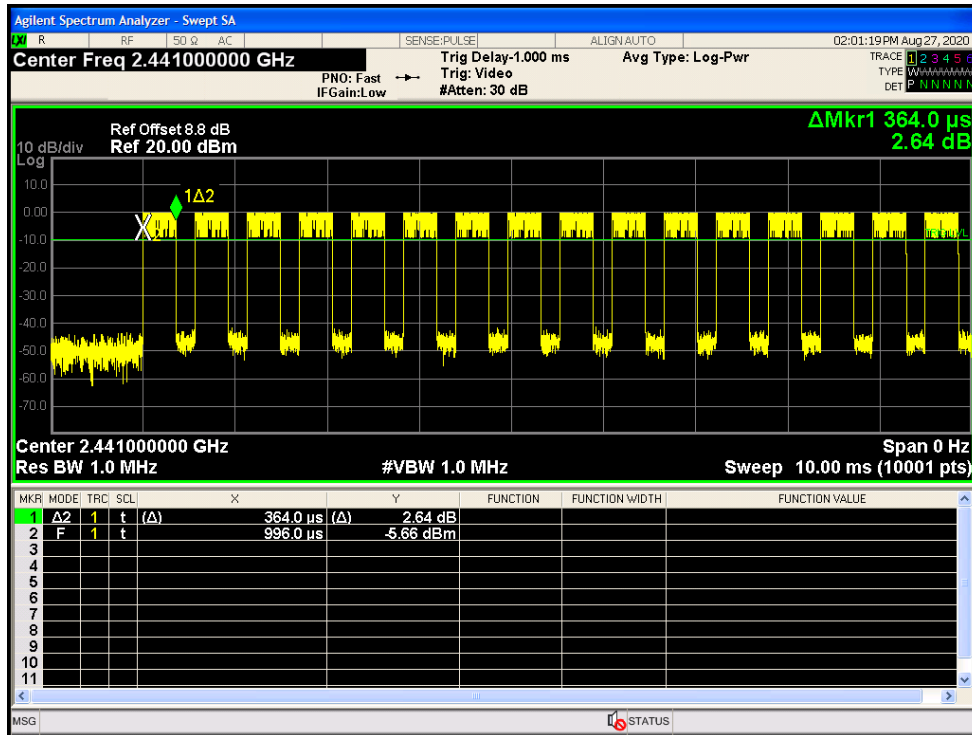 Agilent Spectrum Analyzer - Swept SA
LXI R RF 50 Ω AC SENSE:PULSE ALIGN AUTO 02:01:19 PM Aug 27, 2020
Center Freq 2.441000000 GHz Trig Delay-1.000 ms Avg Type: Log-Pwr TRACE 1 2 3 4 5 6
PNO: Fast Trig: Video TYPE W
IFGain:Low #Atten: 30 dB DET P N N N N N
ΔMkr1 364.0 µs
2.64 dB
Ref Offset 8.8 dB
10 dB/div Ref 20.00 dBm
Log
10.0
1Δ2
0.00
X2
-10.0
-20.0
-30.0
-40.0
-50.0
-60.0
-70.0
Center 2.441000000 GHz Span 0 Hz
Res BW 1.0 MHz #VBW 1.0 MHz Sweep 10.00 ms (10001 pts)
MKR MODE TRC SCL X Y FUNCTION FUNCTION WIDTH FUNCTION VALUE
1 Δ2 1 t (Δ) 364.0 µs (Δ) 2.64 dB
2 F 1 t 996.0 µs -5.66 dBm
3
4
5
6
7
8
9
10
11
MSG STATUS